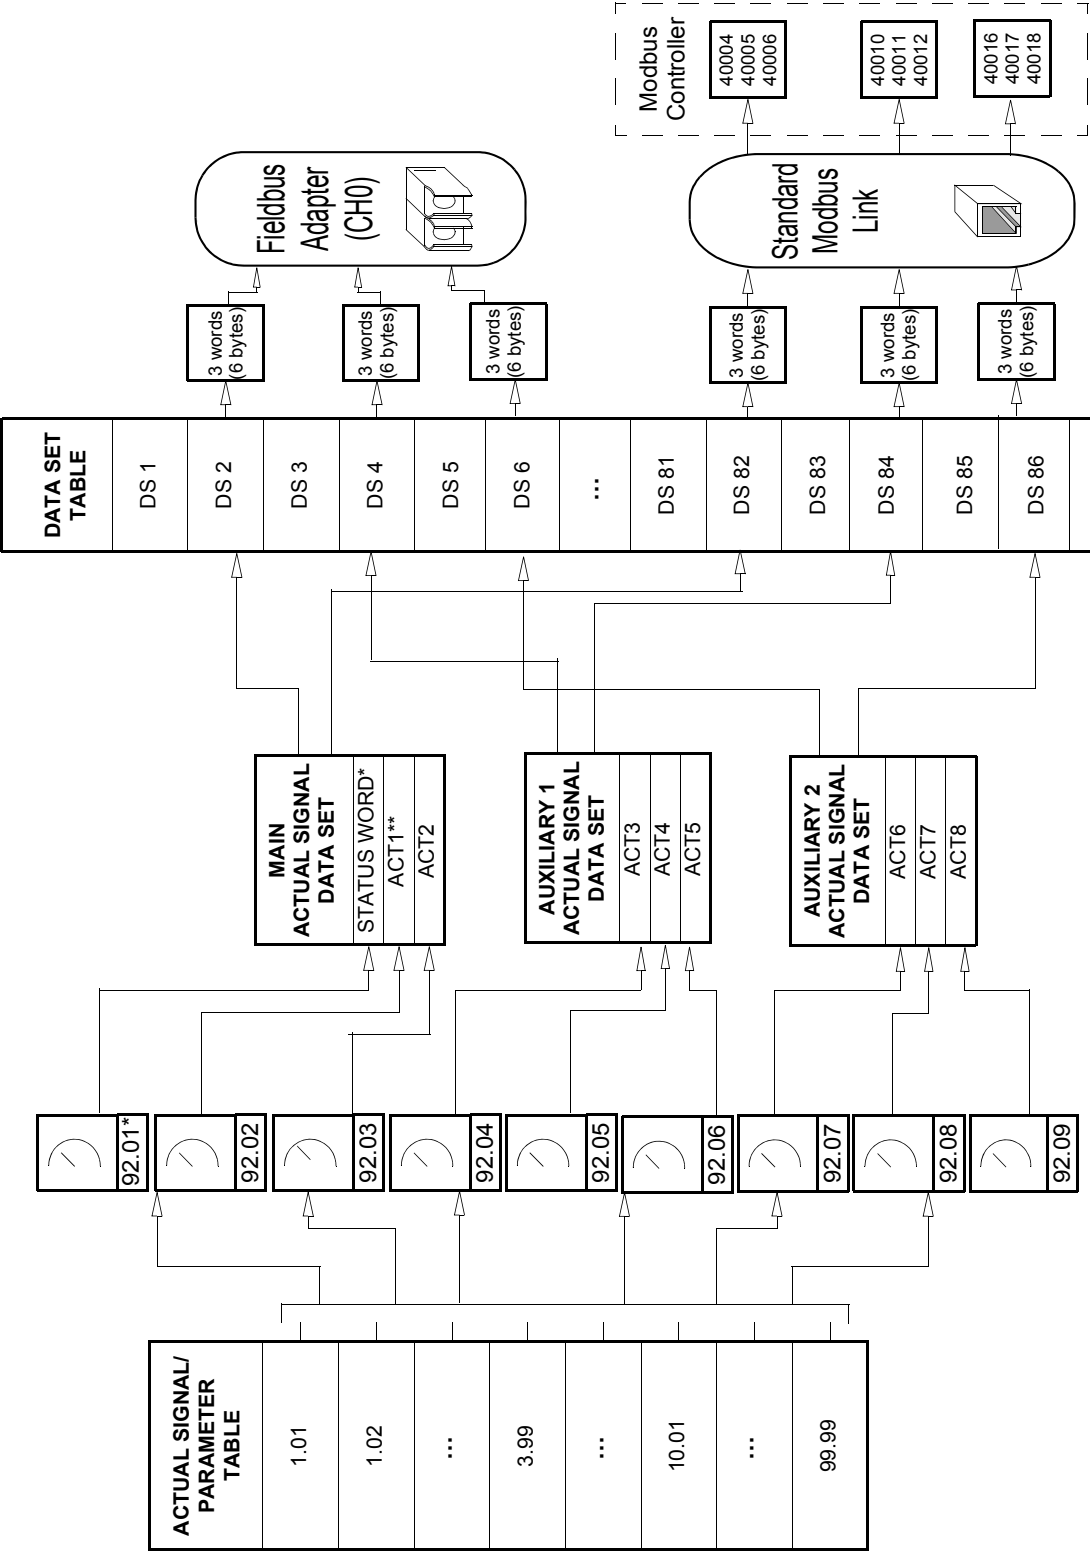 ACTUAL SIGNAL/
PARAMETER
TABLE
1.01
1.02
...
3.99
...
10.01
...
99.99
92.01*
92.02
92.03
92.04
92.05
92.06
92.07
92.08
92.09
MAIN
ACTUAL SIGNAL
DATA SET
STATUS WORD*
ACT1**
ACT2
AUXILIARY 1
ACTUAL SIGNAL
DATA SET
ACT3
ACT4
ACT5
AUXILIARY 2
ACTUAL SIGNAL
DATA SET
ACT6
ACT7
ACT8
DATA SET
TABLE
DS 1
DS 2
DS 3
DS 4
DS 5
DS 6
...
DS 81
DS 82
DS 83
DS 84
DS 85
DS 86
3 words
(6 bytes)
3 words
(6 bytes)
3 words
(6 bytes)
3 words
(6 bytes)
3 words
(6 bytes)
3 words
(6 bytes)
Fieldbus
Adapter
(CH0)
Standard
Modbus
Link
Modbus
Controller
40004
40005
40006
40010
40011
40012
40016
40017
40018